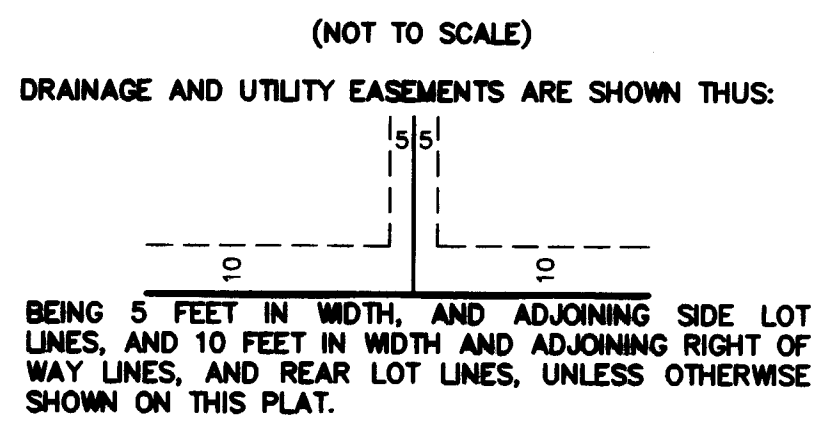 (NOT TO SCALE)
DRAINAGE AND UTILITY EASEMENTS ARE SHOWN THUS:
5 5
10 10
BEING 5 FEET IN WIDTH, AND ADJOINING SIDE LOT
LINES, AND 10 FEET IN WIDTH AND ADJOINING RIGHT OF
WAY LINES, AND REAR LOT LINES, UNLESS OTHERWISE
SHOWN ON THIS PLAT.